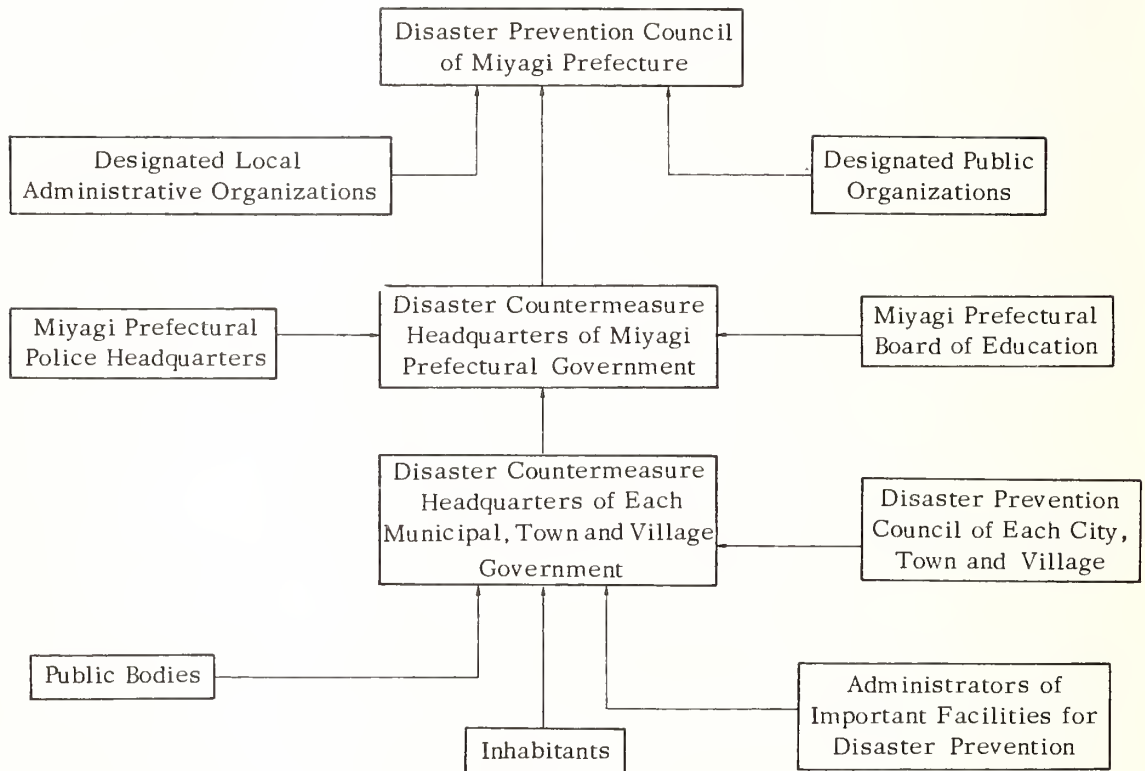 Disaster Prevention Council
of Miyagi Prefecture
Designated Local
Administrative Organizations
Designated Public
Organizations
Miyagi Prefectural
Police Headquarters
Disaster Countermeasure
Headquarters of Miyagi
Prefectural Government
Miyagi Prefectural
Board of Education
Disaster Countermeasure
Headquarters of Each
Municipal, Town and Village
Government
Disaster Prevention
Council of Each City,
Town and Village
Public Bodies
Inhabitants
Administrators of
Important Facilities for
Disaster Prevention